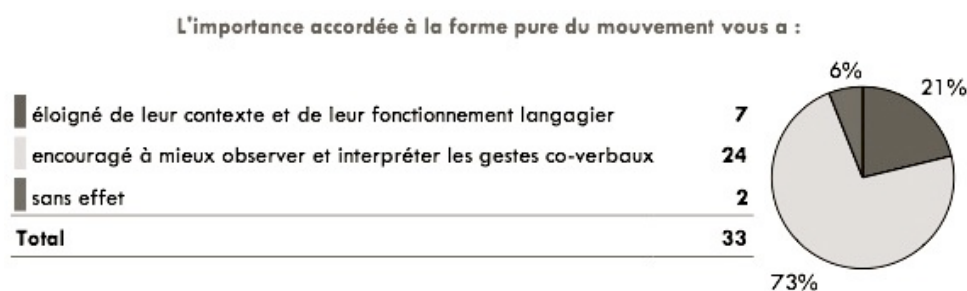 L'importance accordée à la forme pure du mouvement vous a :
éloigné de leur contexte et de leur fonctionnement langagier 7
encouragé à mieux observer et interpréter les gestes co-verbaux 24
sans effet 2
Total 33
6%
21%
73%